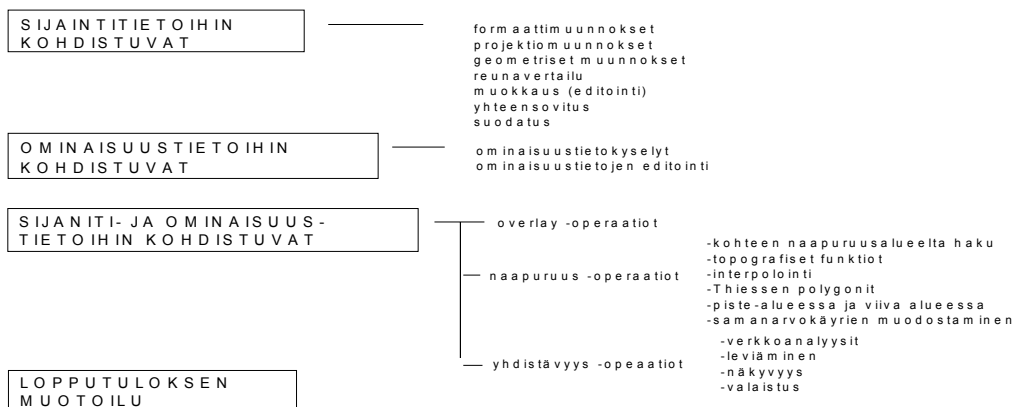 SIJAINTITIETOIHIN
KOHDISTUVAT
formaattimuunnokset
projektiomuunnokset
geometriset muunnokset
reunavertailu
muokkaus (editointi)
yhteensovitus
suodatus
OMINAISUUSTIETOIHIN
KOHDISTUVAT
ominaisuustietokyselyt
ominaisuustietojen editointi
SIJANITI- JA OMINAISUUS-
TIETOIHIN KOHDISTUVAT
overlay -operaatiot
naapuruus -operaatiot
-kohteen naapuruusalueelta haku
-topografiset funktiot
-interpolointi
-Thiessen polygonit
-piste-alueessa ja viiva alueessa
-samanarvokäyrien muodostaminen
yhdistävyys -opeaatiot
-verkkoanalyysit
-leviäminen
-näkyvyys
-valaistus
LOPPUTULOKSEN
MUOTOILU